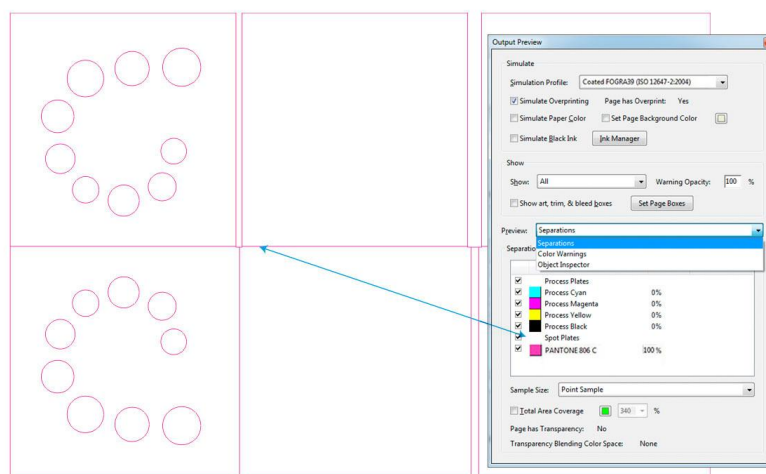 Output Preview
Simulate
Simulation Profile: Coated FOGRA39 (ISO 12647-2:2004)
Simulate Overprinting Page has Overprint: Yes
Simulate Paper Color Set Page Background Color
Simulate Black Ink Ink Manager
Show
Show: All Warning Opacity: 100 %
Show art, trim, & bleed boxes Set Page Boxes
Preview: Separations
Separations
Color Warnings
Object Inspector
Process Plates
Process Cyan 0%
Process Magenta 0%
Process Yellow 0%
Process Black 0%
Spot Plates
PANTONE 806 C 100 %
Sample Size: Point Sample
Total Area Coverage 340 %
Page has Transparency: No
Transparency Blending Color Space: None